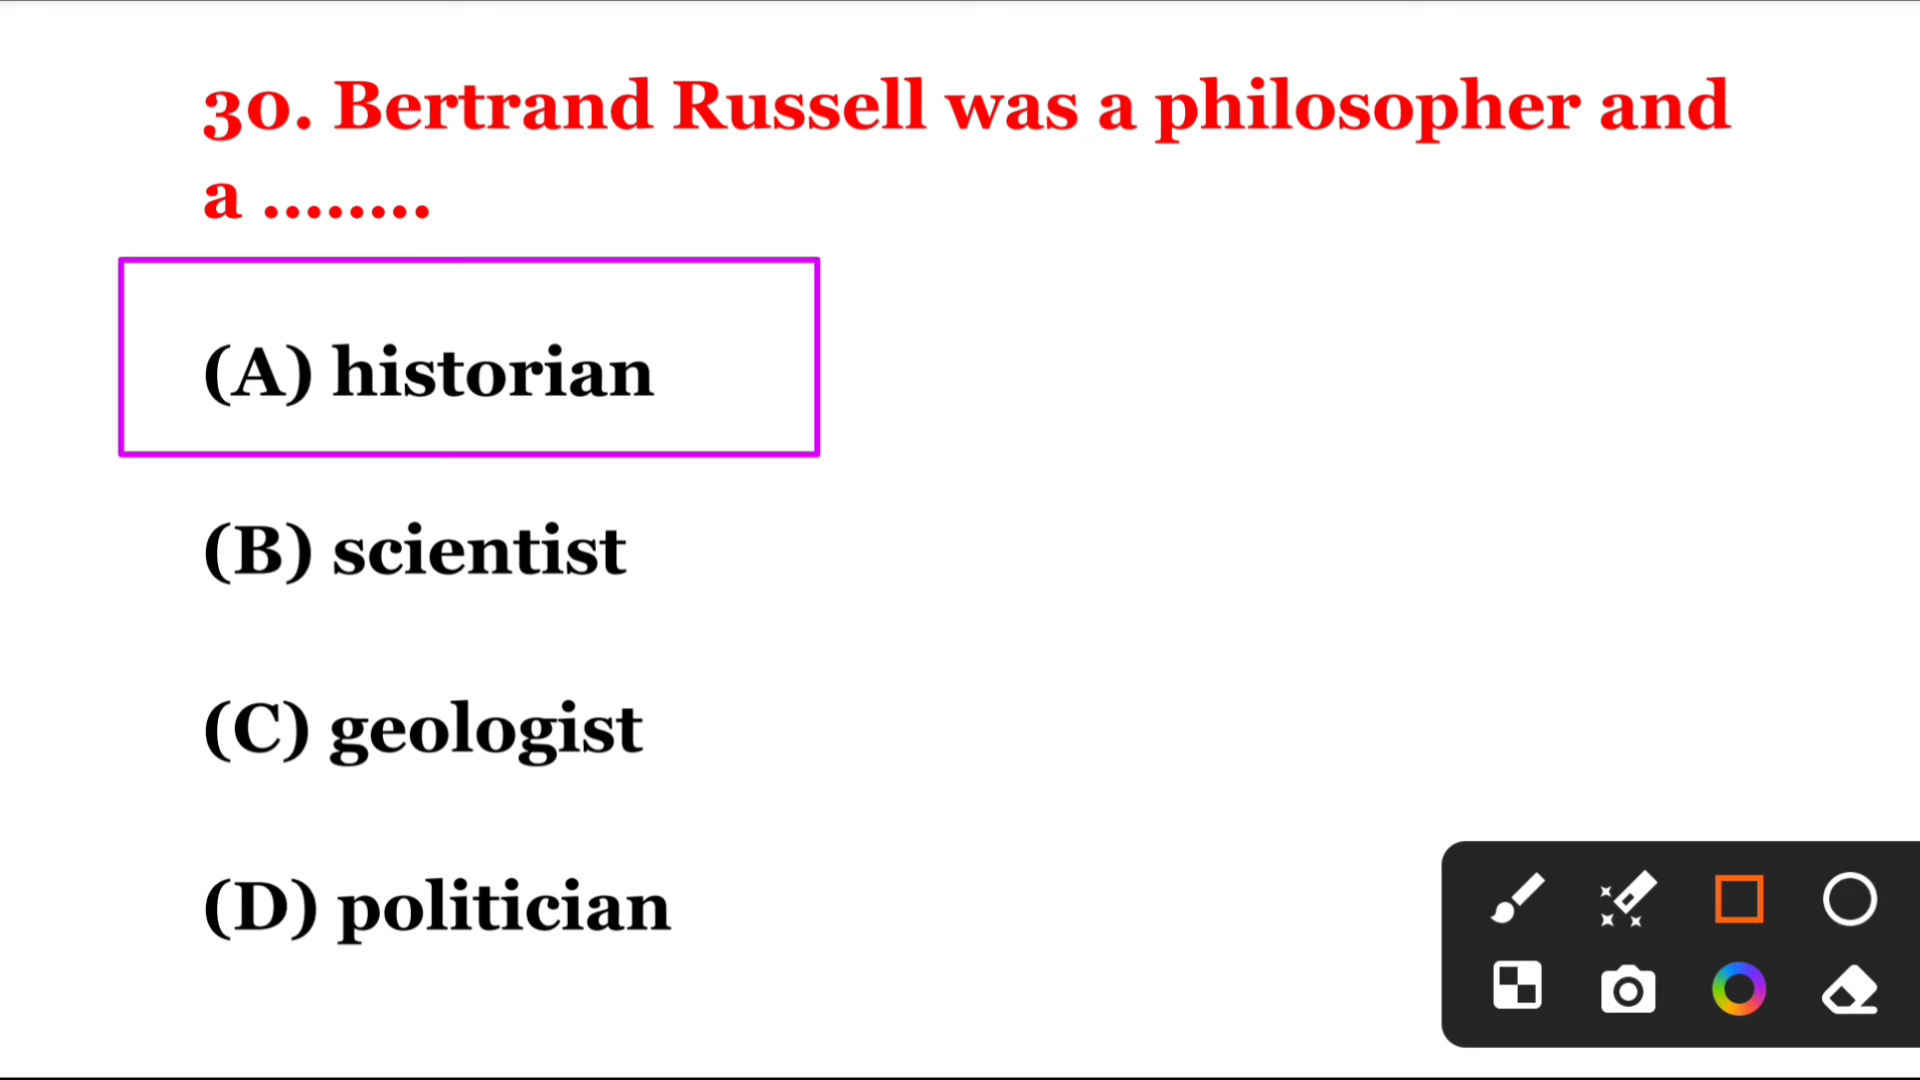 30. Bertrand Russell was a philosopher and
a ........
(A) historian
(B) scientist
(C) geologist
(D) politician